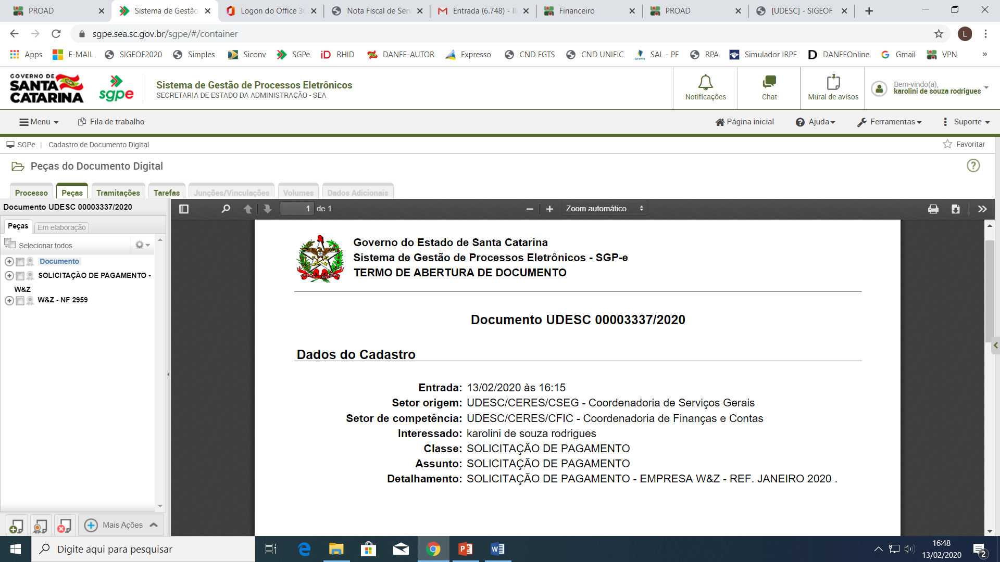 PROAD
Sistema de Gestão
Logon do Office 36
Nota Fiscal de Serv
Entrada (6.748) - ll
Financeiro
PROAD
[UDESC] - SIGEOF
sgpe.sea.sc.gov.br/sgpe/#/container
L
Apps
E-MAIL
SIGEOF2020
Simples
Siconv
SGPe
iD RHID
DANFE-AUTOR
Expresso
CND FGTS
CND UNIFIC
SAL - PF
RPA
Simulador IRPF
D DANFEOnline
G Gmail
VPN
»
GOVERNO DE
SANTA
CATARINA
sgpe
Sistema de Gestão de Processos Eletrônicos
SECRETARIA DE ESTADO DA ADMINISTRAÇÃO - SEA
Notificações
Chat
Mural de avisos
Bem-vindo(a),
karolini de souza rodrigues
Menu
Fila de trabalho
Página inicial
Ajuda
Ferramentas
Suporte
SGPe | Cadastro de Documento Digital
Favoritar
Peças do Documento Digital
Processo
Peças
Tramitações
Tarefas
Junções/Vinculações
Volumes
Dados Adicionais
Documento UDESC 00003337/2020
1 de 1
Zoom automático
Peças
Em elaboração
Selecionar todos
Documento
SOLICITAÇÃO DE PAGAMENTO -
W&Z
W&Z - NF 2959
Mais Ações
Governo do Estado de Santa Catarina
Sistema de Gestão de Processos Eletrônicos - SGP-e
TERMO DE ABERTURA DE DOCUMENTO
Documento UDESC 00003337/2020
Dados do Cadastro
Entrada: 13/02/2020 às 16:15
Setor origem: UDESC/CERES/CSEG - Coordenadoria de Serviços Gerais
Setor de competência: UDESC/CERES/CFIC - Coordenadoria de Finanças e Contas
Interessado: karolini de souza rodrigues
Classe: SOLICITAÇÃO DE PAGAMENTO
Assunto: SOLICITAÇÃO DE PAGAMENTO
Detalhamento: SOLICITAÇÃO DE PAGAMENTO - EMPRESA W&Z - REF. JANEIRO 2020 .
Digite aqui para pesquisar
16:48
13/02/2020
2